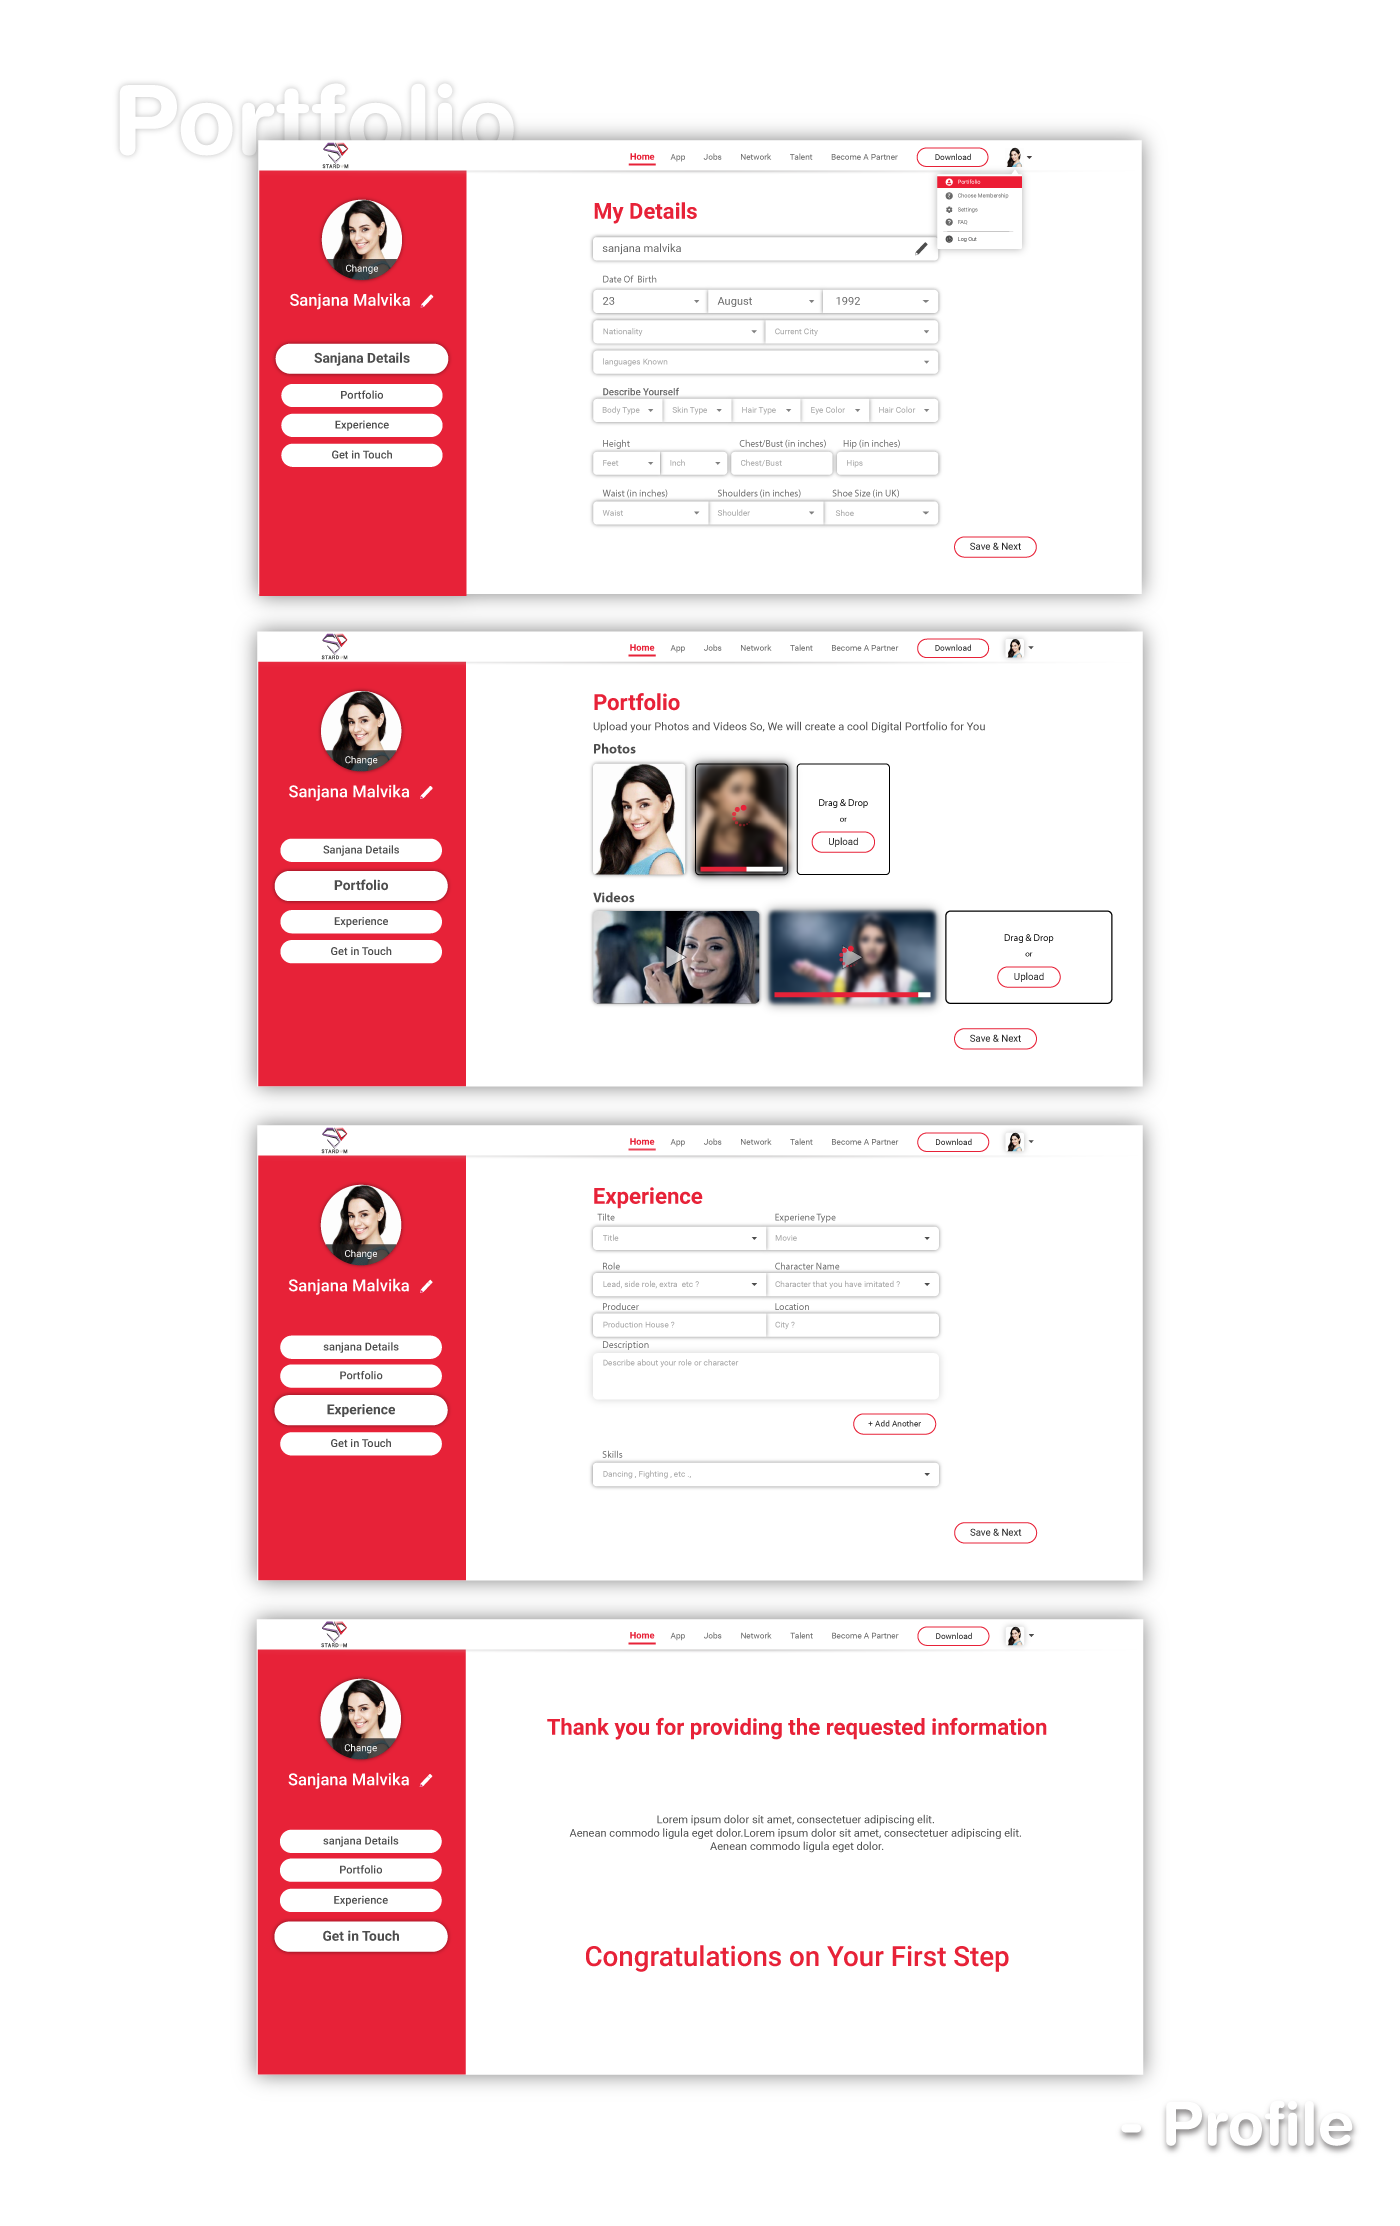 Portfolio
STARDOM
Home App Jobs Network Talent Become A Partner Download
Portfolio
Choose Membership
Settings
FAQ
Log Out
Change
Sanjana Malvika
Sanjana Details
Portfolio
Experience
Get in Touch
My Details
sanjana malvika
Date Of Birth
23 August 1992
Nationality Current City
languages Known
Describe Yourself
Body Type Skin Type Hair Type Eye Color Hair Color
Height Chest/Bust (in inches) Hip (in inches)
Feet Inch Chest/Bust Hips
Waist (in inches) Shoulders (in inches) Shoe Size (in UK)
Waist Shoulder Shoe
Save & Next
STARDOM
Home App Jobs Network Talent Become A Partner Download
Change
Sanjana Malvika
Sanjana Details
Portfolio
Experience
Get in Touch
Portfolio
Upload your Photos and Videos So, We will create a cool Digital Portfolio for You
Photos
Drag & Drop
or
Upload
Videos
Drag & Drop
or
Upload
Save & Next
STARDOM
Home App Jobs Network Talent Become A Partner Download
Change
Sanjana Malvika
sanjana Details
Portfolio
Experience
Get in Touch
Experience
Tilte Experiene Type
Title Movie
Role Character Name
Lead, side role, extra etc ? Character that you have imitated ?
Producer Location
Production House ? City ?
Description
Describe about your role or character
+ Add Another
Skills
Dancing , Fighting , etc .,
Save & Next
STARDOM
Home App Jobs Network Talent Become A Partner Download
Change
Sanjana Malvika
sanjana Details
Portfolio
Experience
Get in Touch
Thank you for providing the requested information
Lorem ipsum dolor sit amet, consectetuer adipiscing elit.
Aenean commodo ligula eget dolor.Lorem ipsum dolor sit amet, consectetuer adipiscing elit.
Aenean commodo ligula eget dolor.
Congratulations on Your First Step
- Profile